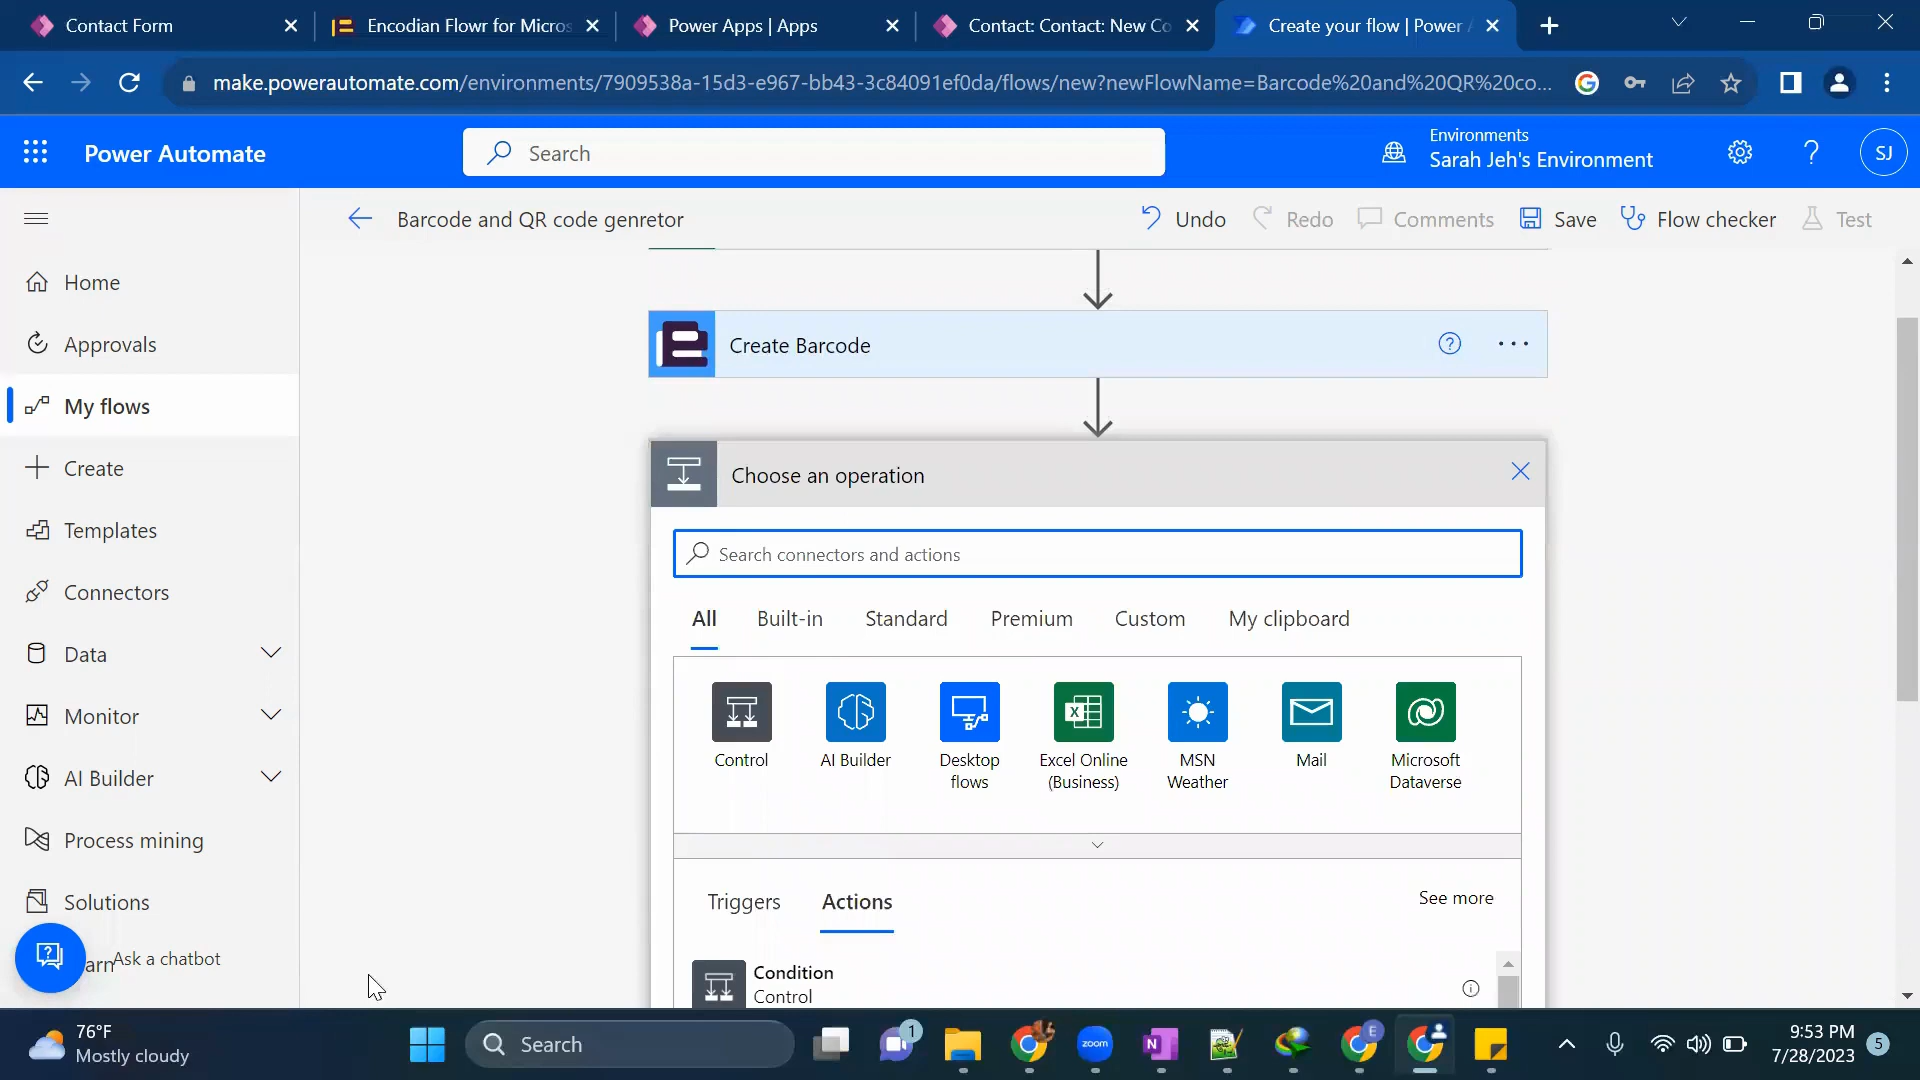 Contact Form
Encodian Flowr for Micros
Power Apps | Apps
Contact: Contact: New Co
Create your flow | Power A
make.powerautomate.com/environments/7909538a-15d3-e967-bb43-3c84091ef0da/flows/new?newFlowName=Barcode%20and%20QR%20co...
Power Automate
Search
Environments
Sarah Jeh's Environment
SJ
Barcode and QR code genretor
Undo
Redo
Comments
Save
Flow checker
Test
Home
Approvals
My flows
Create
Templates
Connectors
Data
Monitor
AI Builder
Process mining
Solutions
arn
Ask a chatbot
Create Barcode
Choose an operation
Search connectors and actions
All
Built-in
Standard
Premium
Custom
My clipboard
Control
AI Builder
Desktop
flows
Excel Online
(Business)
MSN
Weather
Mail
Microsoft
Dataverse
Triggers
Actions
See more
Condition
Control
76°F
Mostly cloudy
Search
1
zoom
E
9:53 PM
7/28/2023
5